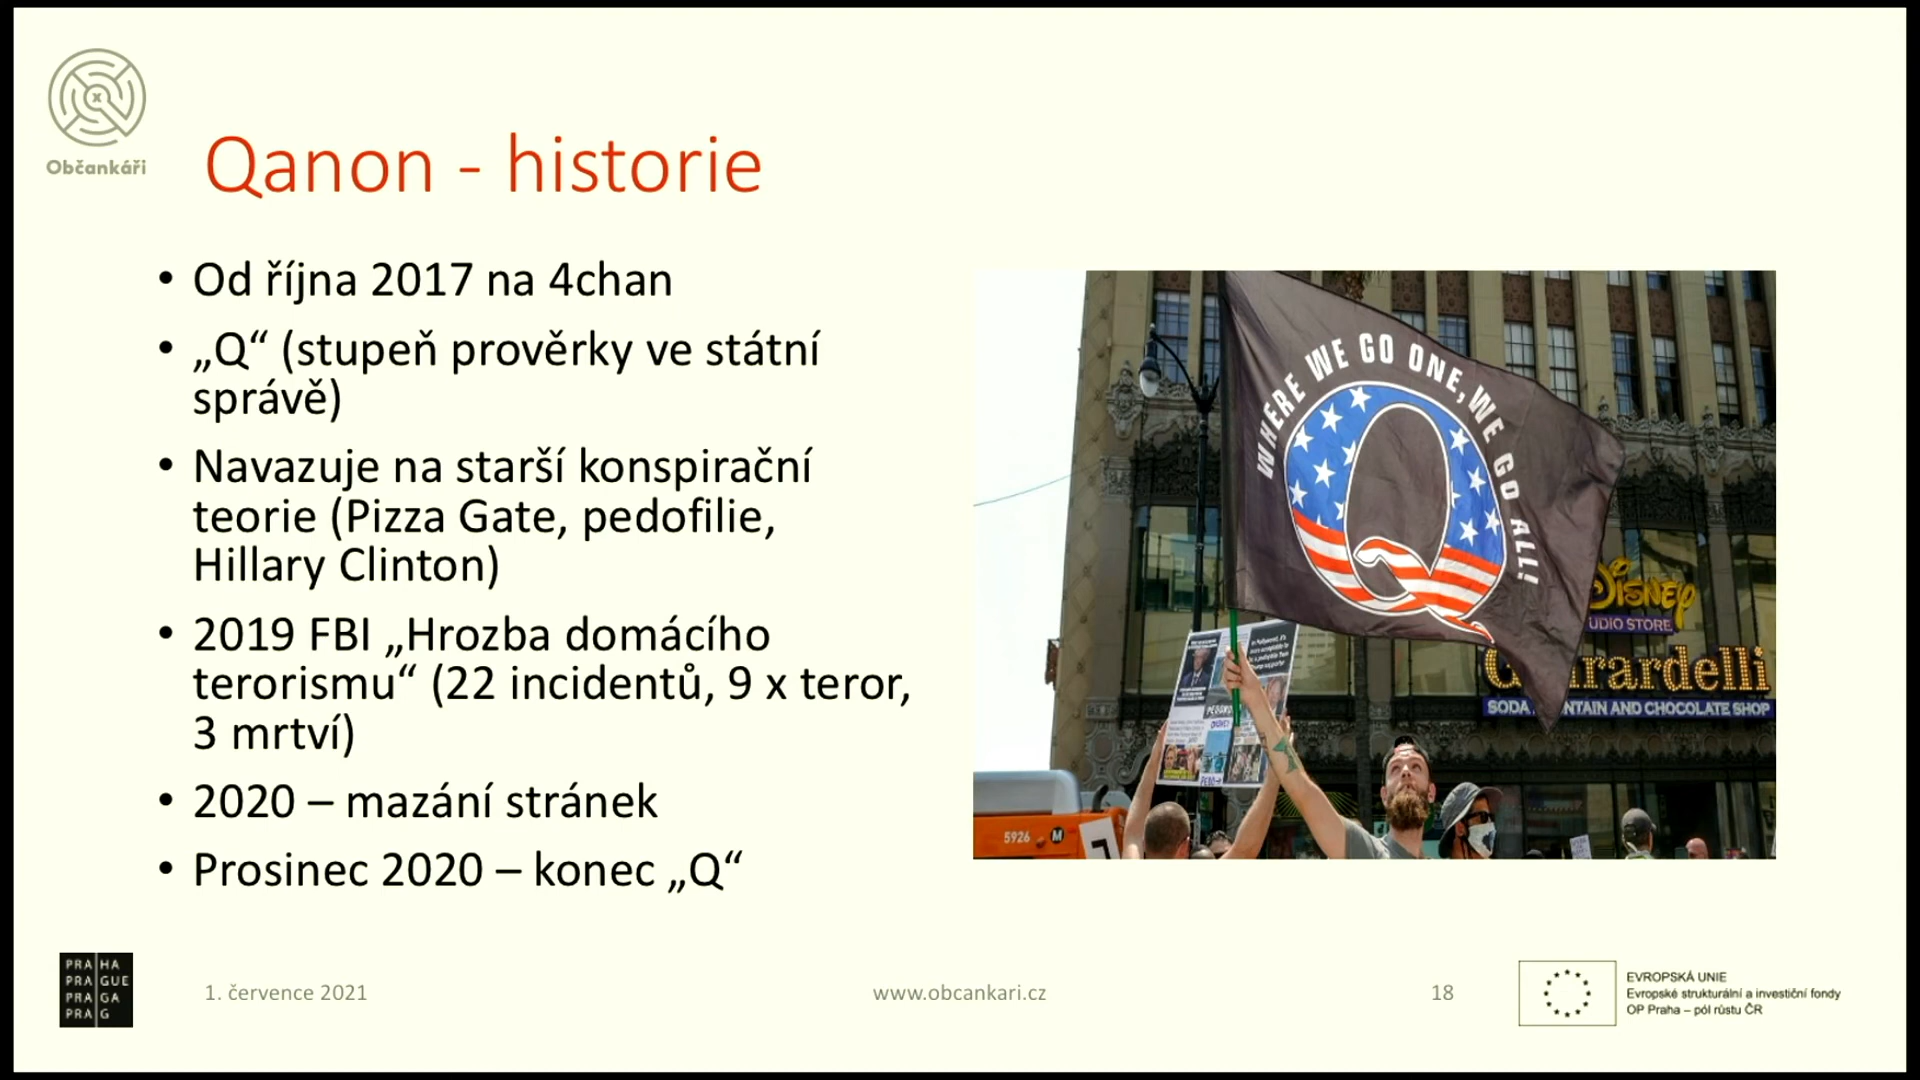 Občankáři
Qanon - historie
• Od října 2017 na 4chan
• „Q“ (stupeň prověrky ve státní
správě)
• Navazuje na starší konspirační
teorie (Pizza Gate, pedofilie,
Hillary Clinton)
• 2019 FBI „Hrozba domácího
terorismu“ (22 incidentů, 9 x teror,
3 mrtví)
• 2020 – mazání stránek
• Prosinec 2020 – konec „Q“
WHERE WE GO ONE, WE GO ALL!
Q
DISNEY
UDIO STORE
rardelli
SODA NTAIN AND CHOCOLATE SHOP
5926 M
PRA HA
PRA GUE
PRA GA
PRA G
1. července 2021
www.obcankari.cz
18
EVROPSKÁ UNIE
Evropské strukturální a investiční fondy
OP Praha – pól růstu ČR